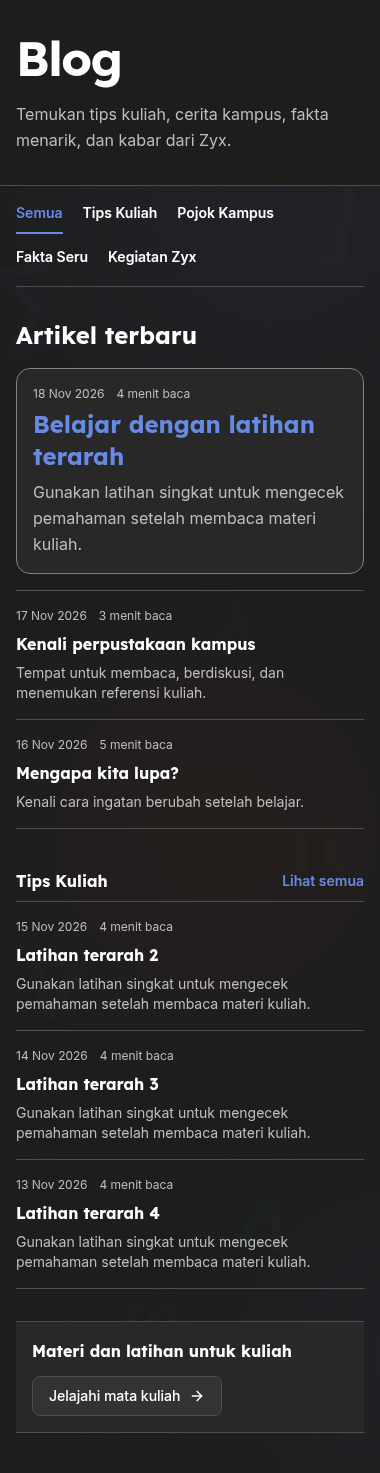 Blog
Temukan tips kuliah, cerita kampus, fakta
menarik, dan kabar dari Zyx.
Semua Tips Kuliah Pojok Kampus
Fakta Seru Kegiatan Zyx
Artikel terbaru
18 Nov 2026 4 menit baca
Belajar dengan latihan
terarah
Gunakan latihan singkat untuk mengecek
pemahaman setelah membaca materi
kuliah.
17 Nov 2026 3 menit baca
Kenali perpustakaan kampus
Tempat untuk membaca, berdiskusi, dan
menemukan referensi kuliah.
16 Nov 2026 5 menit baca
Mengapa kita lupa?
Kenali cara ingatan berubah setelah belajar.
Tips Kuliah Lihat semua
15 Nov 2026 4 menit baca
Latihan terarah 2
Gunakan latihan singkat untuk mengecek
pemahaman setelah membaca materi kuliah.
14 Nov 2026 4 menit baca
Latihan terarah 3
Gunakan latihan singkat untuk mengecek
pemahaman setelah membaca materi kuliah.
13 Nov 2026 4 menit baca
Latihan terarah 4
Gunakan latihan singkat untuk mengecek
pemahaman setelah membaca materi kuliah.
Materi dan latihan untuk kuliah
Jelajahi mata kuliah →